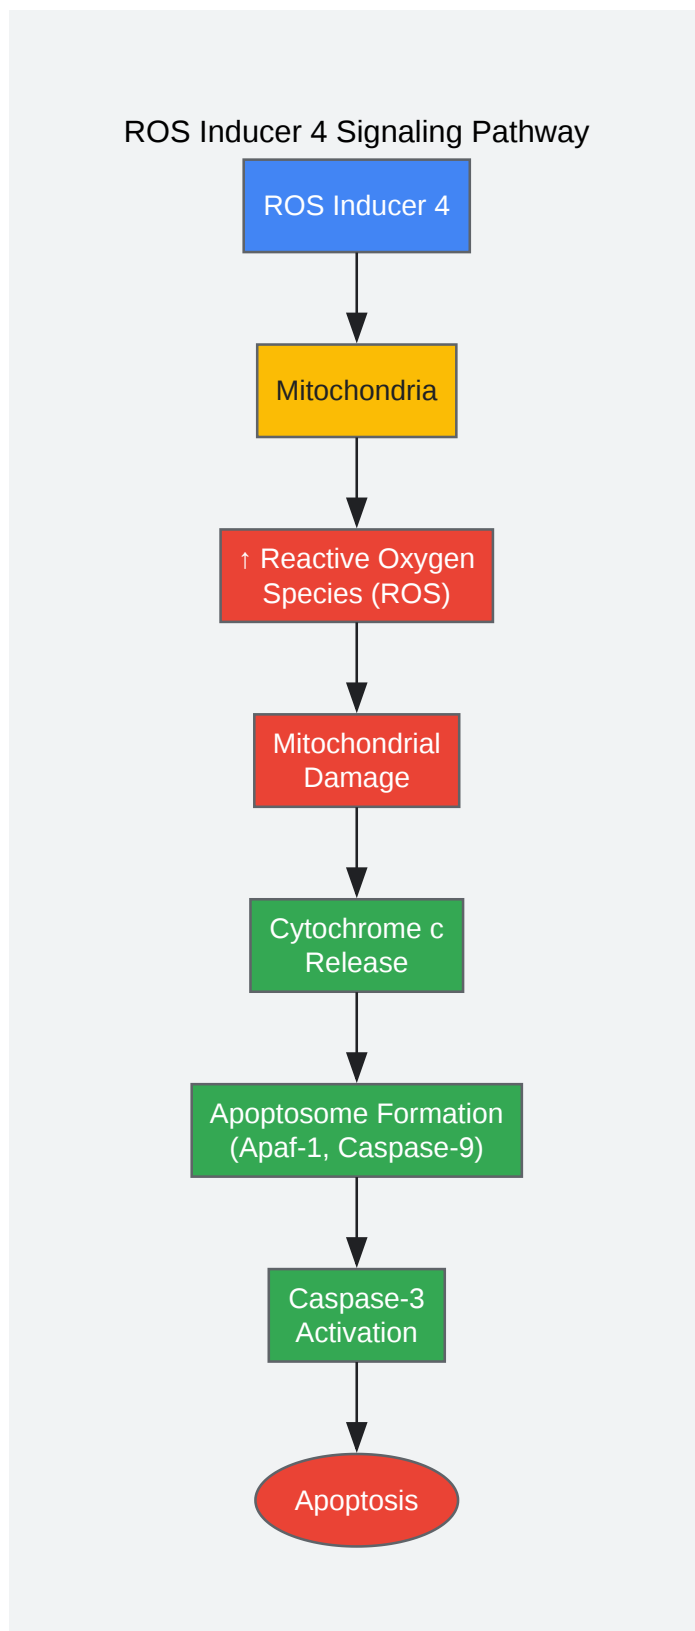 ROS Inducer 4 Signaling Pathway
ROS Inducer 4
Mitochondria
↑ Reactive Oxygen
Species (ROS)
Mitochondrial
Damage
Cytochrome c
Release
Apoptosome Formation
(Apaf-1, Caspase-9)
Caspase-3
Activation
Apoptosis